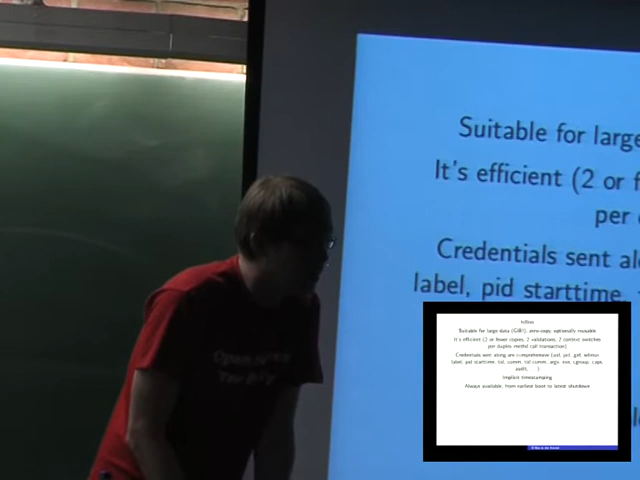 Suitable for large
It's efficient (2 or f
per
Credentials sent alo
label, pid starttime,
Suitable for large data (GiB!), zero-copy, optionally reusable
It's efficient (2 or fewer copies, 2 validations, 2 context switches
per duplex method call transaction)
Credentials sent along are comprehensive (uid, pid, gid, selinux
label, pid starttime, tid, comm, tid comm, argv, exe, cgroup, caps,
audit, ...)
Implicit timestamping
Always available, from earliest boot to latest shutdown